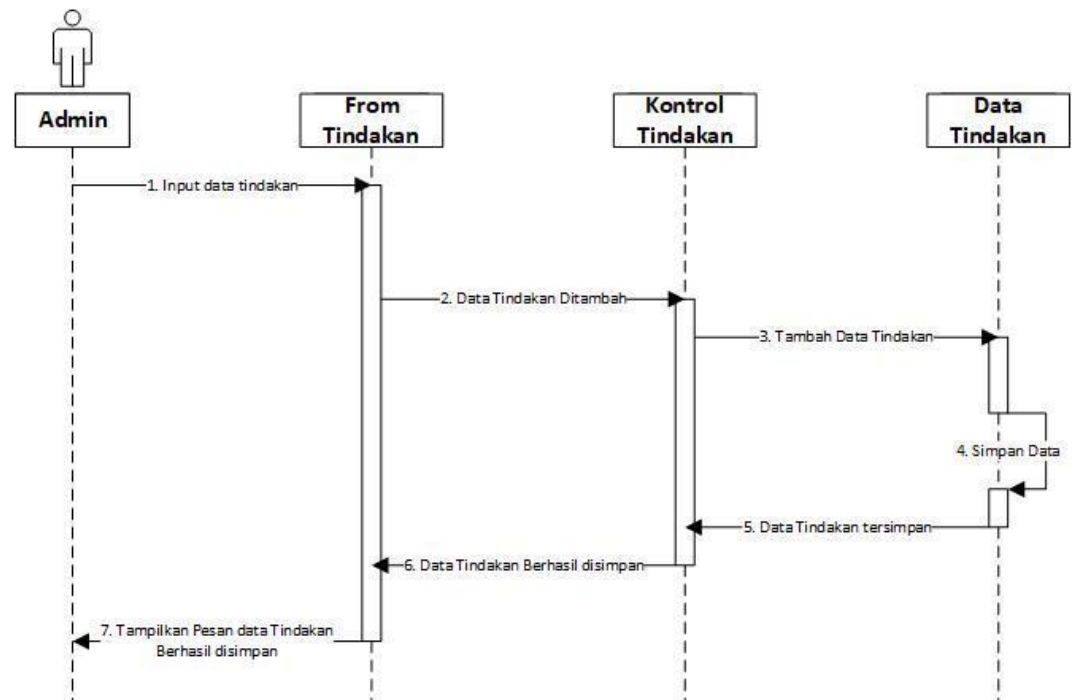 Admin
From
Tindakan
Kontrol
Tindakan
Data
Tindakan
1. Input data tindakan
2. Data Tindakan Ditambah
3. Tambah Data Tindakan
4. Simpan Data
5. Data Tindakan tersimpan
6. Data Tindakan Berhasil disimpan
7. Tampilkan Pesan data Tindakan
Berhasil disimpan